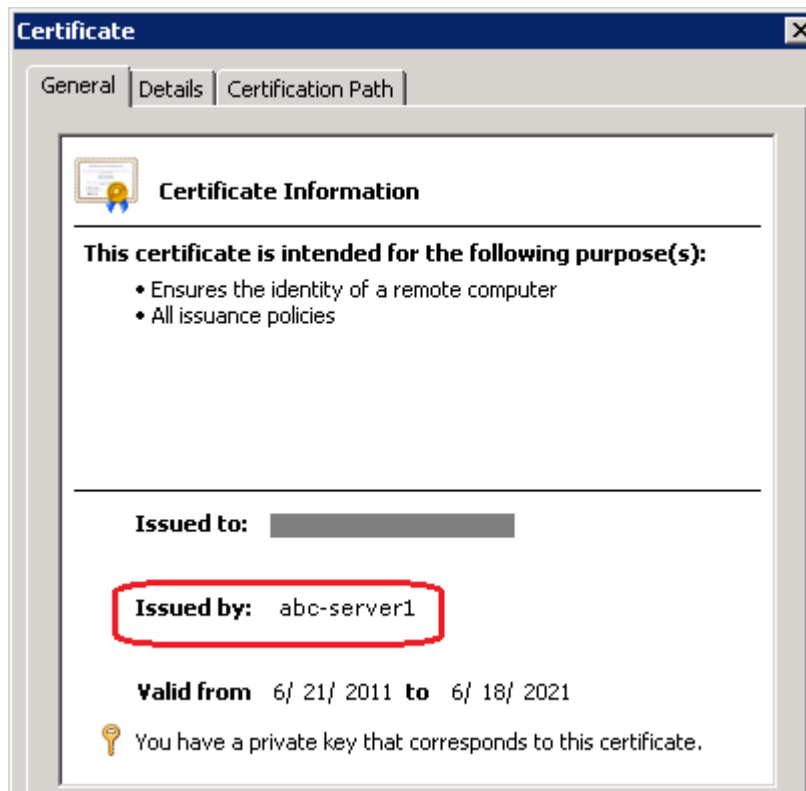 Certificate
General Details Certification Path
Certificate Information
This certificate is intended for the following purpose(s):
• Ensures the identity of a remote computer
• All issuance policies
Issued to:
Issued by: abc-server1
Valid from 6/ 21/ 2011 to 6/ 18/ 2021
You have a private key that corresponds to this certificate.